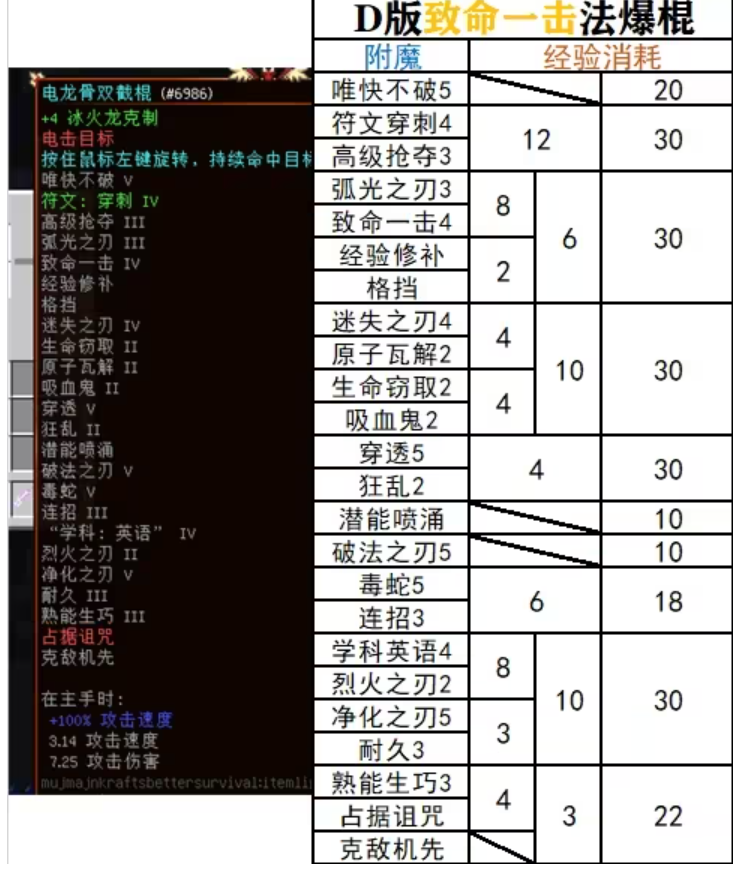 D版致命一击法爆棍
附魔 经验消耗
电龙骨双截棍 (#6986)
+4 冰火龙克制
电击目标
按住鼠标左键旋转，持续命中目标
唯快不破 V
符文：穿刺 IV
高级抢夺 III
弧光之刃 III
致命一击 IV
经验修补
格挡
迷失之刃 IV
生命窃取 II
原子瓦解 II
吸血鬼 II
穿透 V
狂乱 II
潜能喷涌
破法之刃 V
毒蛇 V
连招 III
“学科：英语” IV
烈火之刃 II
净化之刃 V
耐久 III
熟能生巧 III
占据诅咒
克敌机先
在主手时：
+100% 攻击速度
3.14 攻击速度
7.25 攻击伤害
mujmajnkraftsbettersurvival:itemli
唯快不破5 20
符文穿刺4 12 30
高级抢夺3
弧光之刃3 8 6 30
致命一击4
经验修补 2
格挡
迷失之刃4 4 10 30
原子瓦解2
生命窃取2 4
吸血鬼2
穿透5 4 30
狂乱2
潜能喷涌 10
破法之刃5 10
毒蛇5 6 18
连招3
学科英语4 8 10 30
烈火之刃2
净化之刃5 3
耐久3
熟能生巧3 4 3 22
占据诅咒
克敌机先